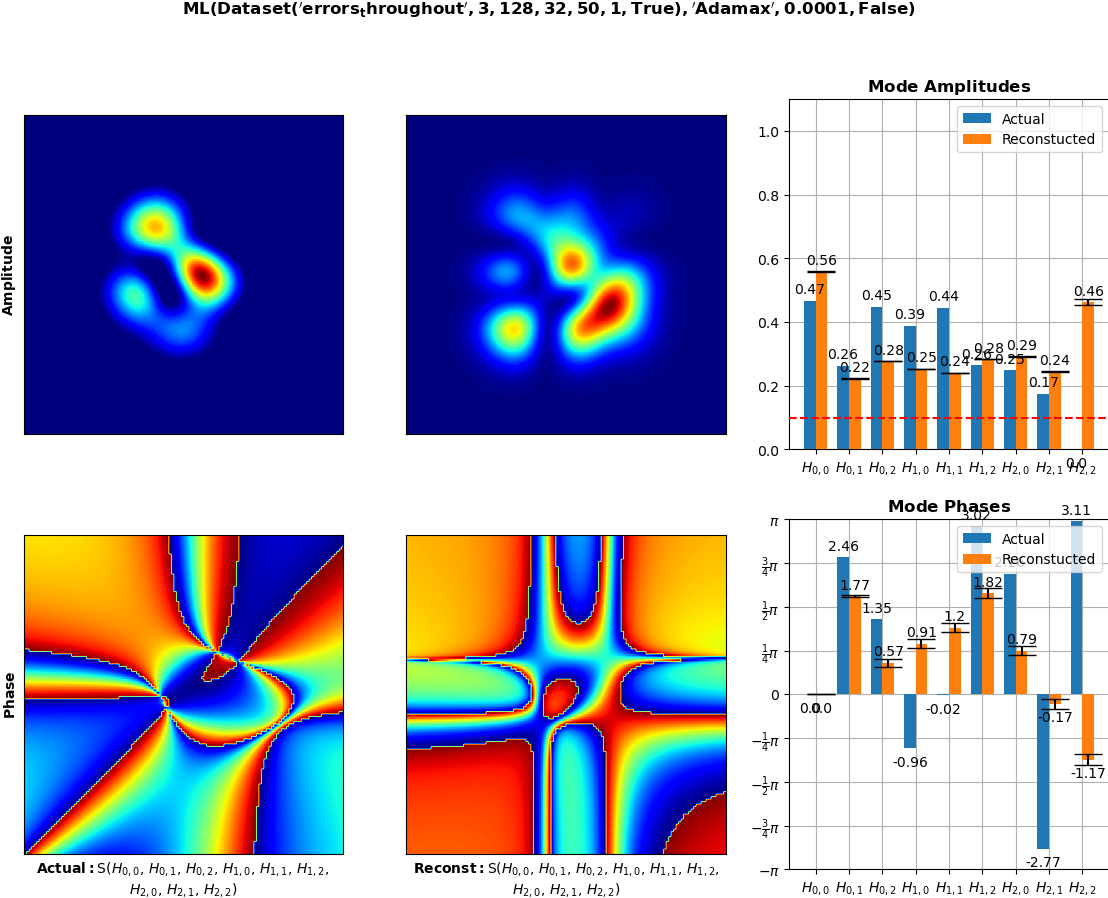 ML(Dataset('errors_throughout', 3, 128, 32, 50, 1, True), 'Adamax', 0.0001, False)
Amplitude
Mode Amplitudes
Actual
Reconstucted
1.0
0.8
0.6
0.4
0.2
0.0
0.47 0.26 0.45 0.39 0.44 0.26 0.25 0.17 0.0
0.56 0.22 0.28 0.25 0.24 0.28 0.29 0.24 0.46
H0,0 H0,1 H0,2 H1,0 H1,1 H1,2 H2,0 H2,1 H2,2
Phase
Actual: S(H0,0, H0,1, H0,2, H1,0, H1,1, H1,2,
H2,0, H2,1, H2,2)
Reconst: S(H0,0, H0,1, H0,2, H1,0, H1,1, H1,2,
H2,0, H2,1, H2,2)
Mode Phases
Actual
Reconstucted
π
3/4π
1/2π
1/4π
0
−1/4π
−1/2π
−3/4π
−π
0.0 2.46 1.35 -0.96 -0.02 3.02 -2.77 3.11
0.0 1.77 0.57 0.91 1.2 1.82 0.79 -0.17 -1.17
H0,0 H0,1 H0,2 H1,0 H1,1 H1,2 H2,0 H2,1 H2,2